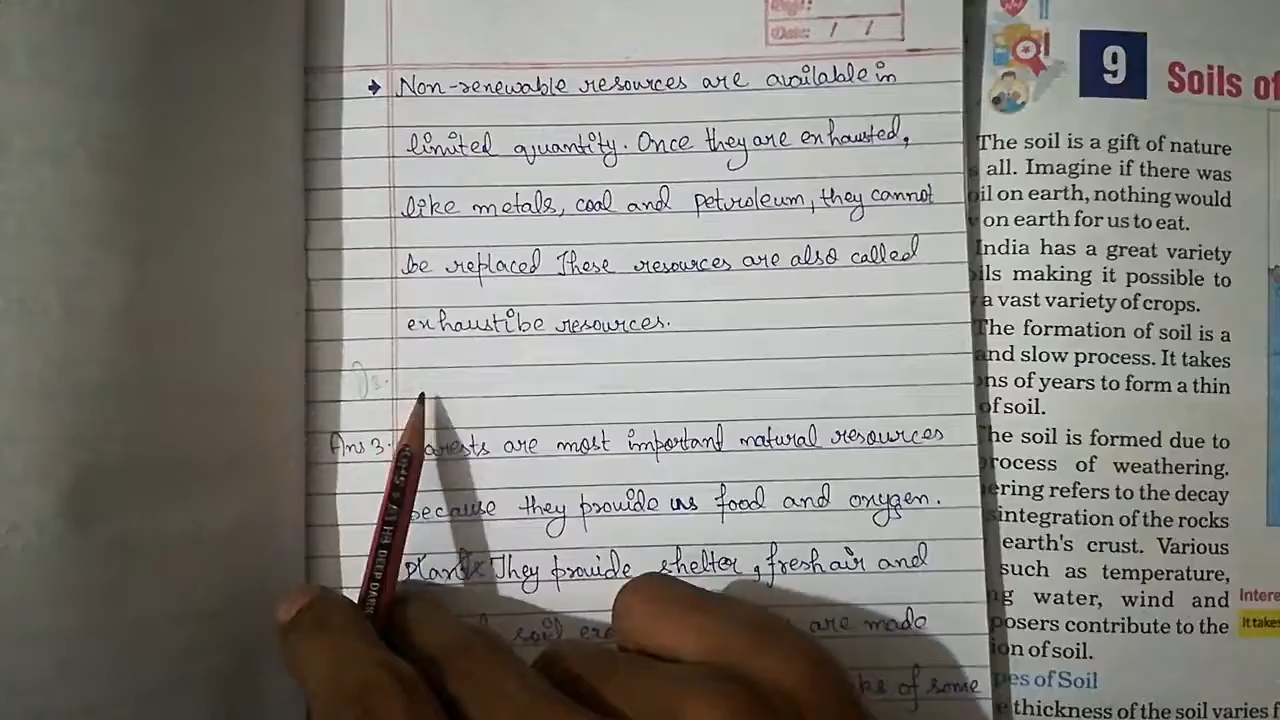 Date: / /
→ Non-renewable resources are available in
limited quantity. Once they are exhausted,
like metals, coal and petroleum, they cannot
be replaced These resources are also called
exhaustibe resources.
Ans 3. orests are most important natural resources
because they provide us food and oxygen.
They provide shelter, fresh air and
soil are made
of some
9 Soils of
The soil is a gift of nature
all. Imagine if there was
il on earth, nothing would
on earth for us to eat.
India has a great variety
ils making it possible to
a vast variety of crops.
The formation of soil is a
and slow process. It takes
ns of years to form a thin
of soil.
he soil is formed due to
rocess of weathering.
ering refers to the decay
sintegration of the rocks
earth's crust. Various
such as temperature,
ng water, wind and
posers contribute to the
ion of soil.
pes of Soil
thickness of the soil varies f
Intere
It takes
HB DEEP DARK